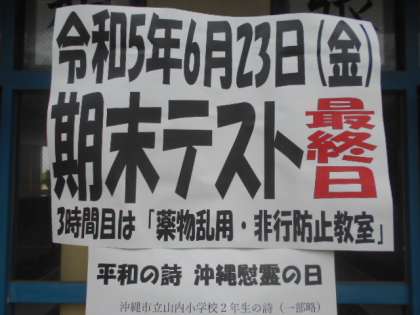 令和5年6月23日(金)
期末テスト
最終日
3時間目は「薬物乱用・非行防止教室」
平和の詩 沖縄慰霊の日
沖縄市立山内小学校2年生の詩(一部略)